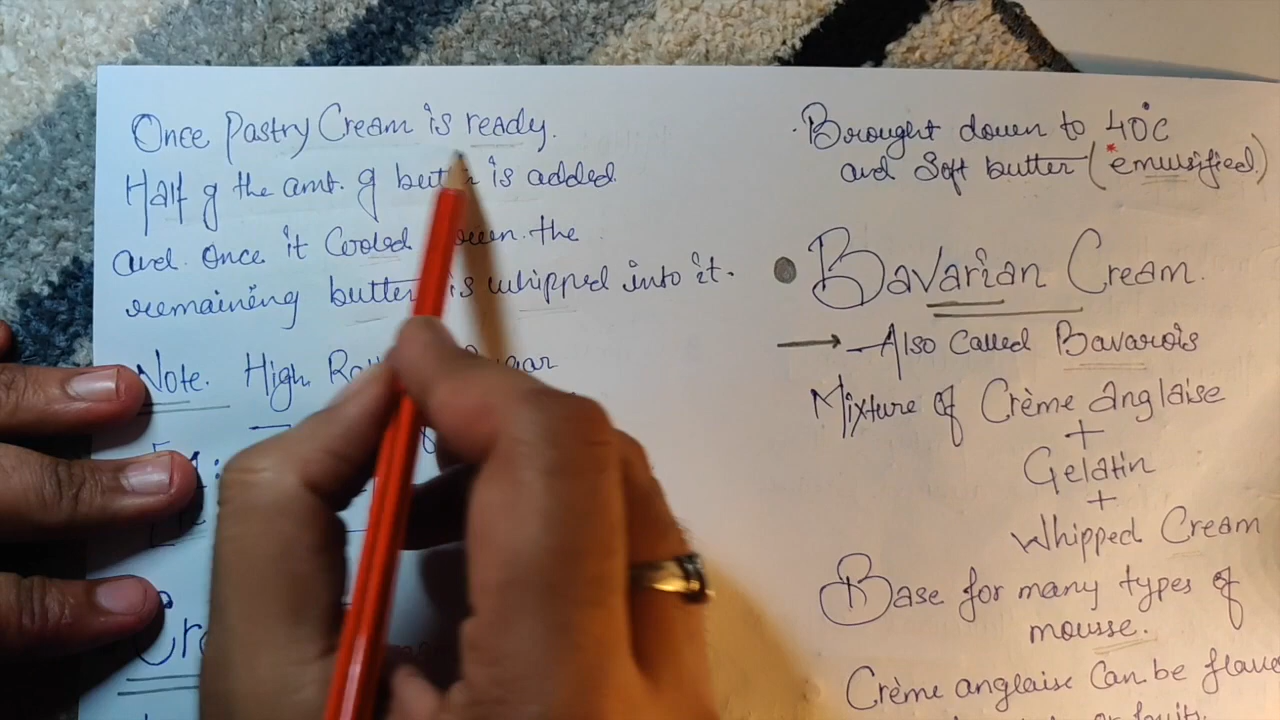 Once Pastry Cream is ready.
Half of the amt. of butter is added
and once it Cooled down the
remaining butter is whipped into it.
Note. High Sugar
Brought down to 40°C
and Soft butter (*emulsified)
Bavarian Cream.
→ Also Called Bavarois
Mixture of Crème anglaise
+
Gelatin
+
Whipped Cream
Base for many types of
mousse.
Crème anglaise Can be
or fruit